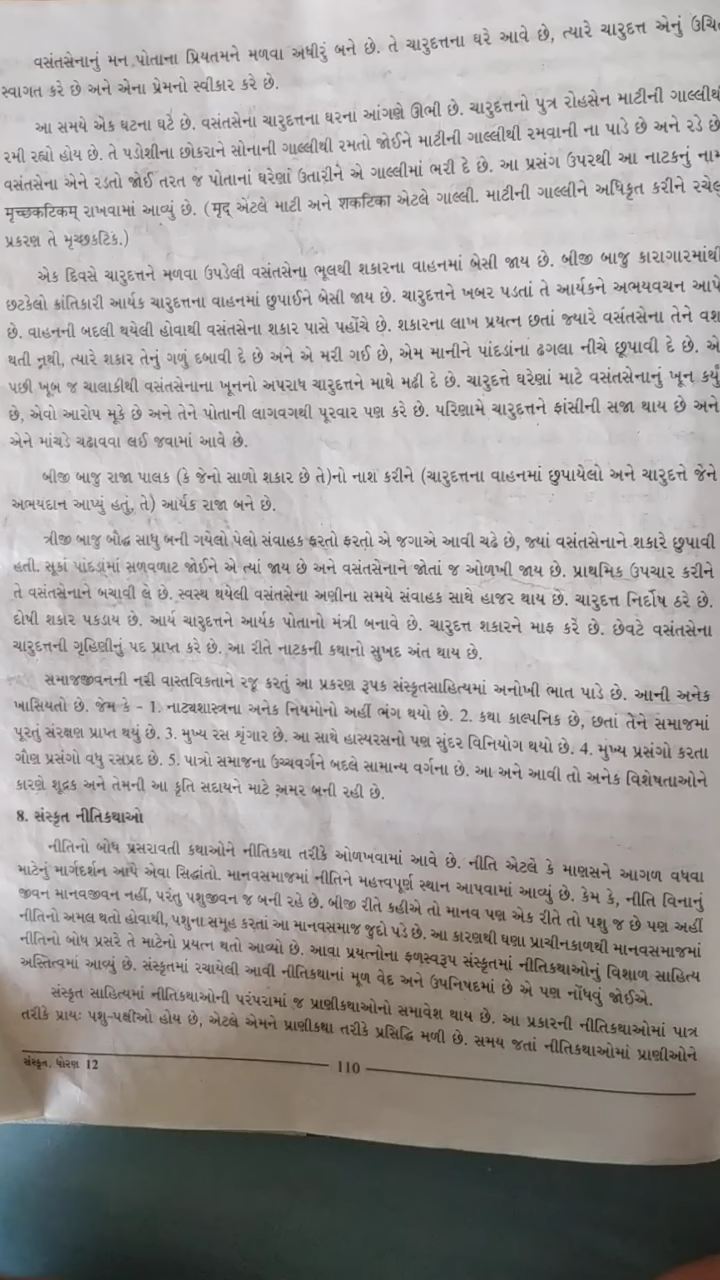 વસંતસેનાનું મન પોતાના પ્રિયતમને મળવા અધીરું બને છે. તે ચારુદત્તના ઘરે આવે છે, ત્યારે ચારુદત્ત એનું ઉચિ
સ્વાગત કરે છે અને એના પ્રેમનો સ્વીકાર કરે છે.
આ સમયે એક ઘટના ઘટે છે. વસંતસેના ચારુદત્તના ઘરના આંગણે ઊભી છે. ચારુદત્તનો પુત્ર રોહસેન માટીની ગાલ્લીથ
રમી રહ્યો હોય છે. તે પડોશીના છોકરાને સોનાની ગાલ્લીથી રમતો જોઈને માટીની ગાલ્લીથી રમવાની ના પાડે છે અને રડે છે
વસંતસેના એને રડતો જોઈ તરત જ પોતાનાં ઘરેણાં ઉતારીને એ ગાલ્લીમાં ભરી દે છે. આ પ્રસંગ ઉપરથી આ નાટકનું નામ
मृच्छकटिकम् રાખવામાં આવ્યું છે. (मृद् એટલે માટી અને शकटिका એટલે ગાલ્લી. માટીની ગાલ્લીને અધિકૃત કરીને રચેલુ
પ્રકરણ તે મૃચ્છકટિક.)
એક દિવસે ચારુદત્તને મળવા ઉપડેલી વસંતસેના ભૂલથી શકારના વાહનમાં બેસી જાય છે. બીજી બાજુ કારાગારમાંથી
છટકેલો ક્રાંતિકારી આર્યક ચારુદત્તના વાહનમાં છુપાઈને બેસી જાય છે. ચારુદત્તને ખબર પડતાં તે આર્યકને અભયવચન આપે
છે. વાહનની બદલી થયેલી હોવાથી વસંતસેના શકાર પાસે પહોંચે છે. શકારના લાખ પ્રયત્ન છતાં જ્યારે વસંતસેના તેને વશ
થતી નથી, ત્યારે શકાર તેનું ગળું દબાવી દે છે અને એ મરી ગઈ છે, એમ માનીને પાંદડાંના ઢગલા નીચે છૂપાવી દે છે. એ
પછી ખૂબ જ ચાલાકીથી વસંતસેનાના ખૂનનો અપરાધ ચારુદત્તને માથે મઢી દે છે. ચારુદત્તે ઘરેણાં માટે વસંતસેનાનું ખૂન કર્યું
છે, એવો આરોપ મૂકે છે અને તેને પોતાની લાગવગથી પૂરવાર પણ કરે છે. પરિણામે ચારુદત્તને ફાંસીની સજા થાય છે અને
એને માંચડે ચઢાવવા લઈ જવામાં આવે છે.
બીજી બાજુ રાજા પાલક (કે જેનો સાળો શકાર છે તે)નો નાશ કરીને (ચારુદત્તના વાહનમાં છુપાયેલો અને ચારુદત્તે જેને
અભયદાન આપ્યું હતું, તે) આર્યક રાજા બને છે.
ત્રીજી બાજુ બૌદ્ધ સાધુ બની ગયેલો પેલો સંવાહક ફરતો ફરતો એ જગાએ આવી ચઢે છે, જ્યાં વસંતસેનાને શકારે છુપાવી
હતી. સૂકાં પાંદડાંમાં સળવળાટ જોઈને એ ત્યાં જાય છે અને વસંતસેનાને જોતાં જ ઓળખી જાય છે. પ્રાથમિક ઉપચાર કરીને
તે વસંતસેનાને બચાવી લે છે. સ્વસ્થ થયેલી વસંતસેના અણીના સમયે સંવાહક સાથે હાજર થાય છે. ચારુદત્ત નિર્દોષ ઠરે છે.
દોષી શકાર પકડાય છે. આર્ય ચારુદત્તને આર્યક પોતાનો મંત્રી બનાવે છે. ચારુદત્ત શકારને માફ કરે છે. છેવટે વસંતસેના
ચારુદત્તની ગૃહિણીનું પદ પ્રાપ્ત કરે છે. આ રીતે નાટકની કથાનો સુખદ અંત થાય છે.
સમાજજીવનની નરી વાસ્તવિકતાને રજૂ કરતું આ પ્રકરણ રૂપક સંસ્કૃતસાહિત્યમાં અનોખી ભાત પાડે છે. આની અનેક
ખાસિયતો છે. જેમ કે - 1. નાટ્યશાસ્ત્રના અનેક નિયમોનો અહીં ભંગ થયો છે. 2. કથા કાલ્પનિક છે, છતાં તેને સમાજમાં
પૂરતું સંરક્ષણ પ્રાપ્ત થયું છે. 3. મુખ્ય રસ શૃંગાર છે. આ સાથે હાસ્યરસનો પણ સુંદર વિનિયોગ થયો છે. 4. મુખ્ય પ્રસંગો કરતા
ગૌણ પ્રસંગો વધુ રસપ્રદ છે. 5. પાત્રો સમાજના ઉચ્ચવર્ગને બદલે સામાન્ય વર્ગના છે. આ અને આવી તો અનેક વિશેષતાઓને
કારણે શૂદ્રક અને તેમની આ કૃતિ સદાયને માટે અમર બની રહી છે.
8. સંસ્કૃત નીતિકથાઓ
નીતિનો બોધ પ્રસરાવતી કથાઓને નીતિકથા તરીકે ઓળખવામાં આવે છે. નીતિ એટલે કે માણસને આગળ વધવા
માટેનું માર્ગદર્શન આપે એવા સિદ્ધાંતો. માનવસમાજમાં નીતિને મહત્ત્વપૂર્ણ સ્થાન આપવામાં આવ્યું છે. કેમ કે, નીતિ વિનાનું
જીવન માનવજીવન નહીં, પરંતુ પશુજીવન જ બની રહે છે. બીજી રીતે કહીએ તો માનવ પણ એક રીતે તો પશુ જ છે પણ અહીં
નીતિનો અમલ થતો હોવાથી, પશુના સમૂહ કરતાં આ માનવસમાજ જુદો પડે છે. આ કારણથી ઘણા પ્રાચીનકાળથી માનવસમાજમાં
નીતિનો બોધ પ્રસરે તે માટેનો પ્રયત્ન થતો આવ્યો છે. આવા પ્રયત્નોના ફળસ્વરૂપ સંસ્કૃતમાં નીતિકથાઓનું વિશાળ સાહિત્ય
અસ્તિત્વમાં આવ્યું છે. સંસ્કૃતમાં રચાયેલી આવી નીતિકથાનાં મૂળ વેદ અને ઉપનિષદમાં છે એ પણ નોંધવું જોઈએ.
સંસ્કૃત સાહિત્યમાં નીતિકથાઓની પરંપરામાં જ પ્રાણીકથાઓનો સમાવેશ થાય છે. આ પ્રકારની નીતિકથાઓમાં પાત્ર
તરીકે પ્રાયઃ પશુ-પક્ષીઓ હોય છે, એટલે એમને પ્રાણીકથા તરીકે પ્રસિદ્ધિ મળી છે. સમય જતાં નીતિકથાઓમાં પ્રાણીઓને
સંસ્કૃત, ધોરણ 12
110